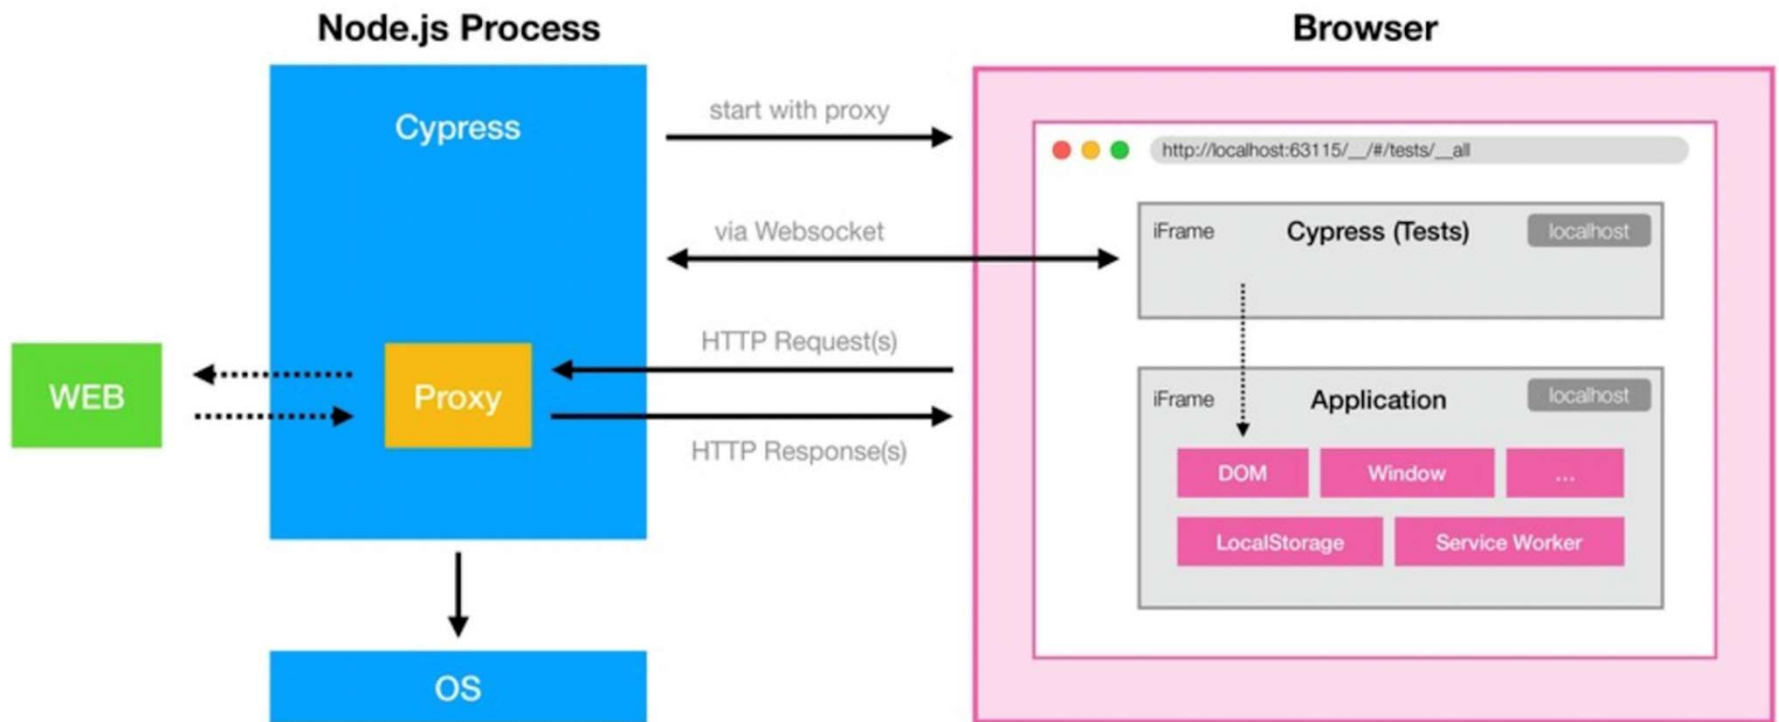 Node.js Process
Browser
Cypress
start with proxy
http://localhost:63115/__/#/tests/__all
via Websocket
iFrame
Cypress (Tests)
localhost
HTTP Request(s)
WEB
Proxy
HTTP Response(s)
iFrame
Application
localhost
DOM
Window
...
LocalStorage
Service Worker
OS